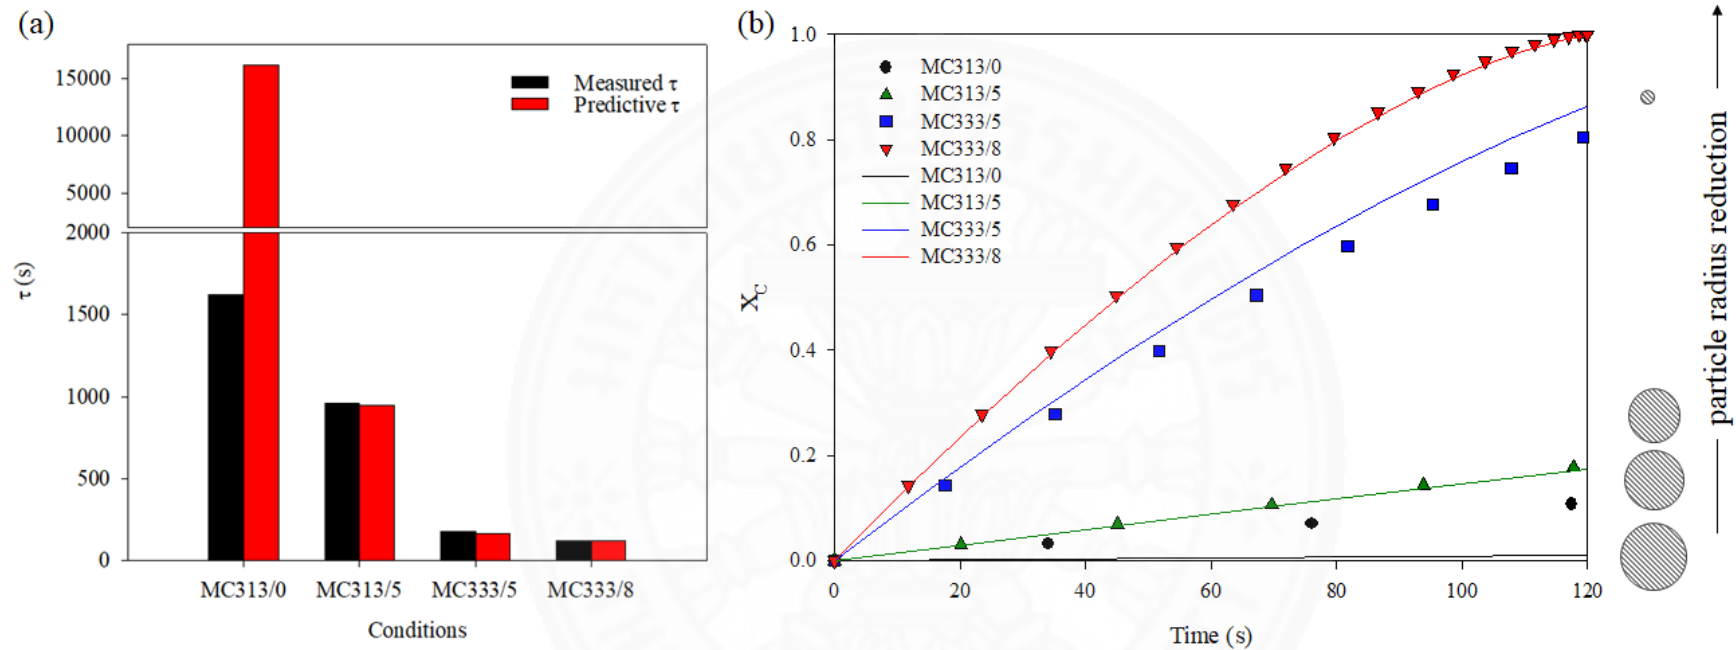 (a)
15000
10000
5000
2000
1500
1000
500
0
τ (s)
Measured τ
Predictive τ
MC313/0 MC313/5 MC333/5 MC333/8
Conditions
(b)
1.0
0.8
0.6
0.4
0.2
0.0
X_C
MC313/0
MC313/5
MC333/5
MC333/8
MC313/0
MC313/5
MC333/5
MC333/8
0 20 40 60 80 100 120
Time (s)
particle radius reduction